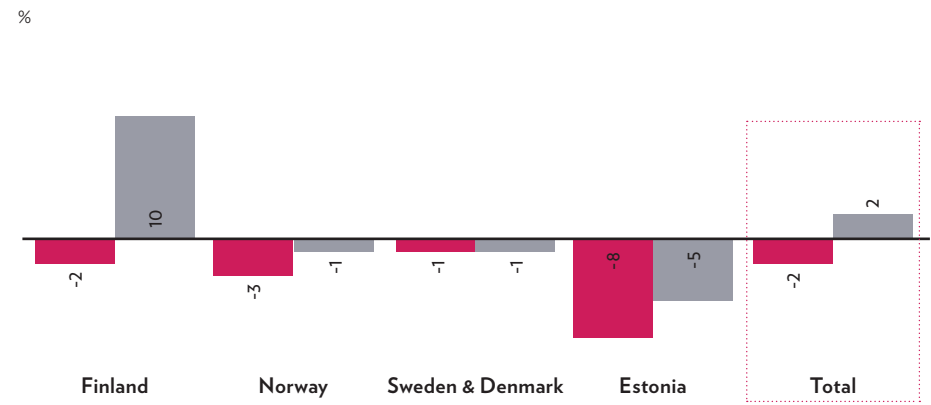 %
-2
10
-3
-1
-1
-1
-8
-5
-2
2
Finland
Norway
Sweden & Denmark
Estonia
Total